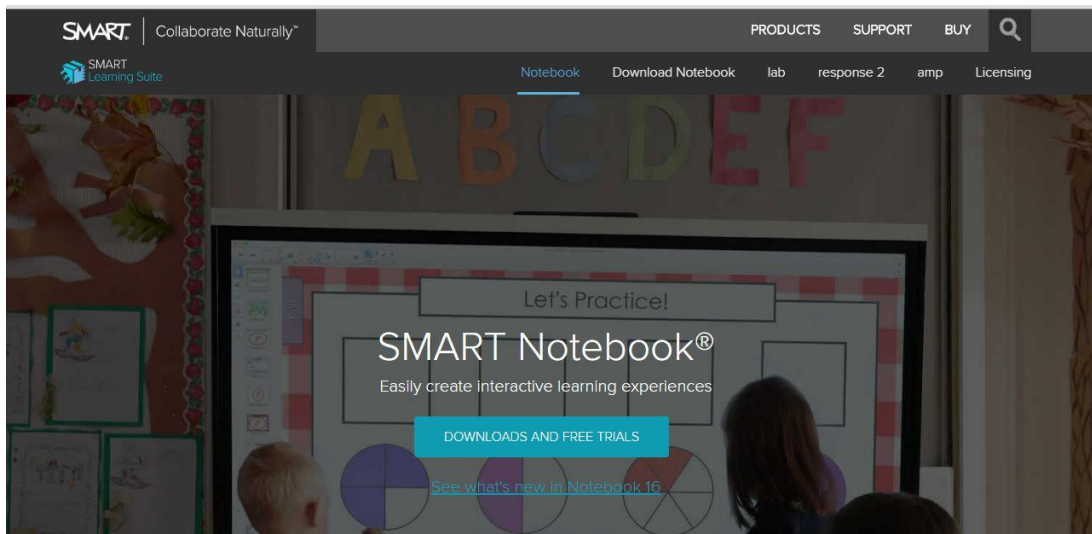 SMART Collaborate Naturally™
PRODUCTS SUPPORT BUY
SMART
Learning Suite
Notebook Download Notebook lab response 2 amp Licensing
A B C D E F
Let's Practice!
SMART Notebook®
Easily create interactive learning experiences
DOWNLOADS AND FREE TRIALS
See what's new in Notebook 16